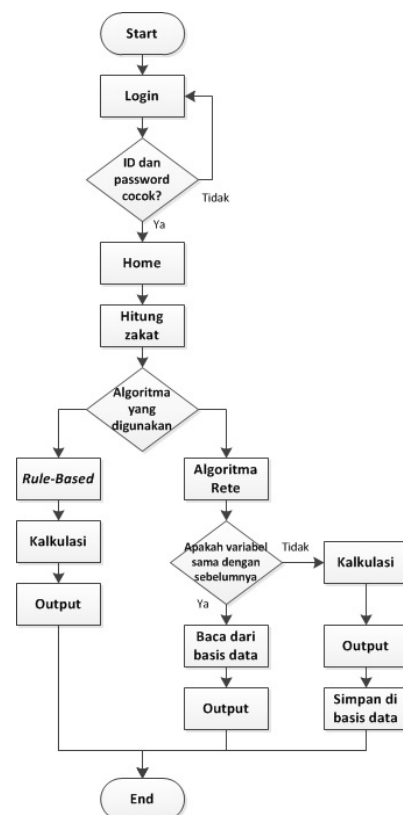 Start
Login
ID dan
password
cocok?
Tidak
Ya
Home
Hitung
zakat
Algoritma
yang
digunakan
Rule-Based
Kalkulasi
Output
Algoritma
Rete
Apakah variabel
sama dengan
sebelumnya
Tidak
Ya
Baca dari
basis data
Output
Kalkulasi
Output
Simpan di
basis data
End